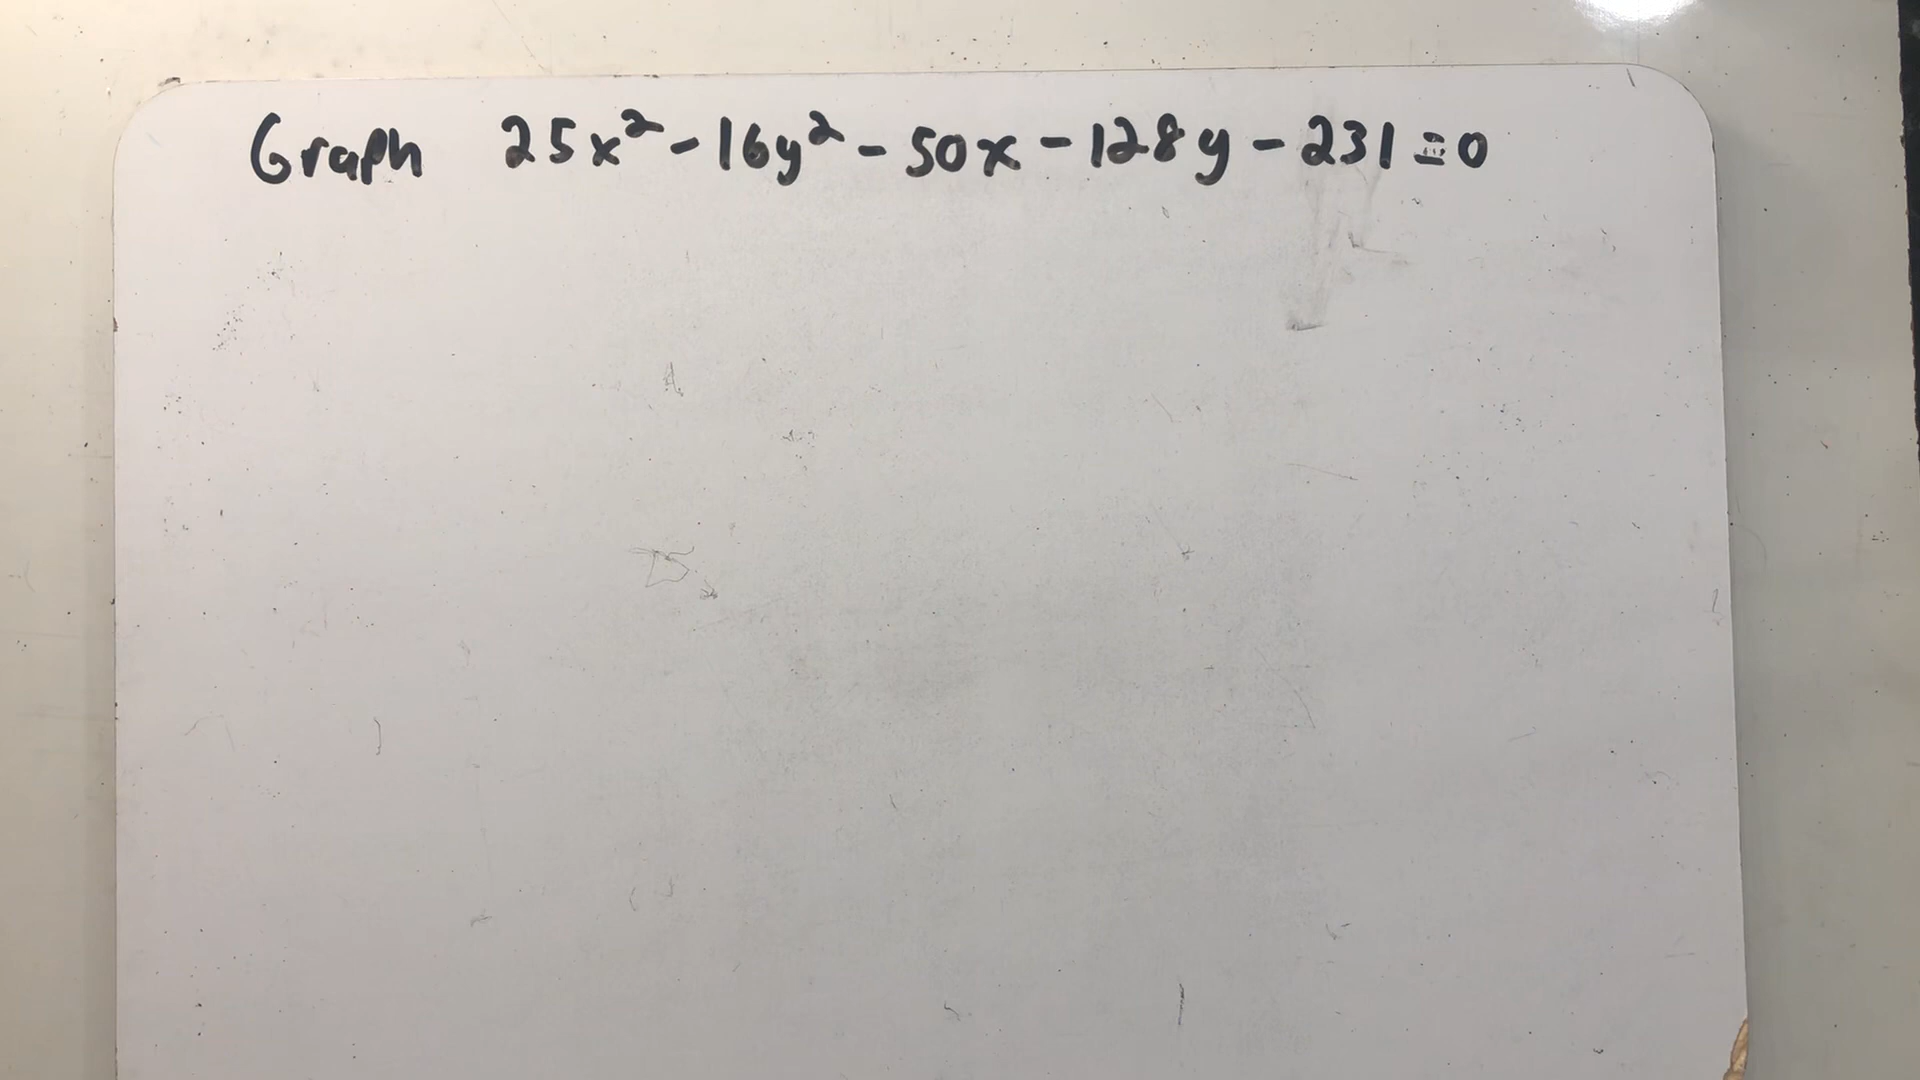 Graph 25x² - 16y² - 50x - 128y - 231 = 0